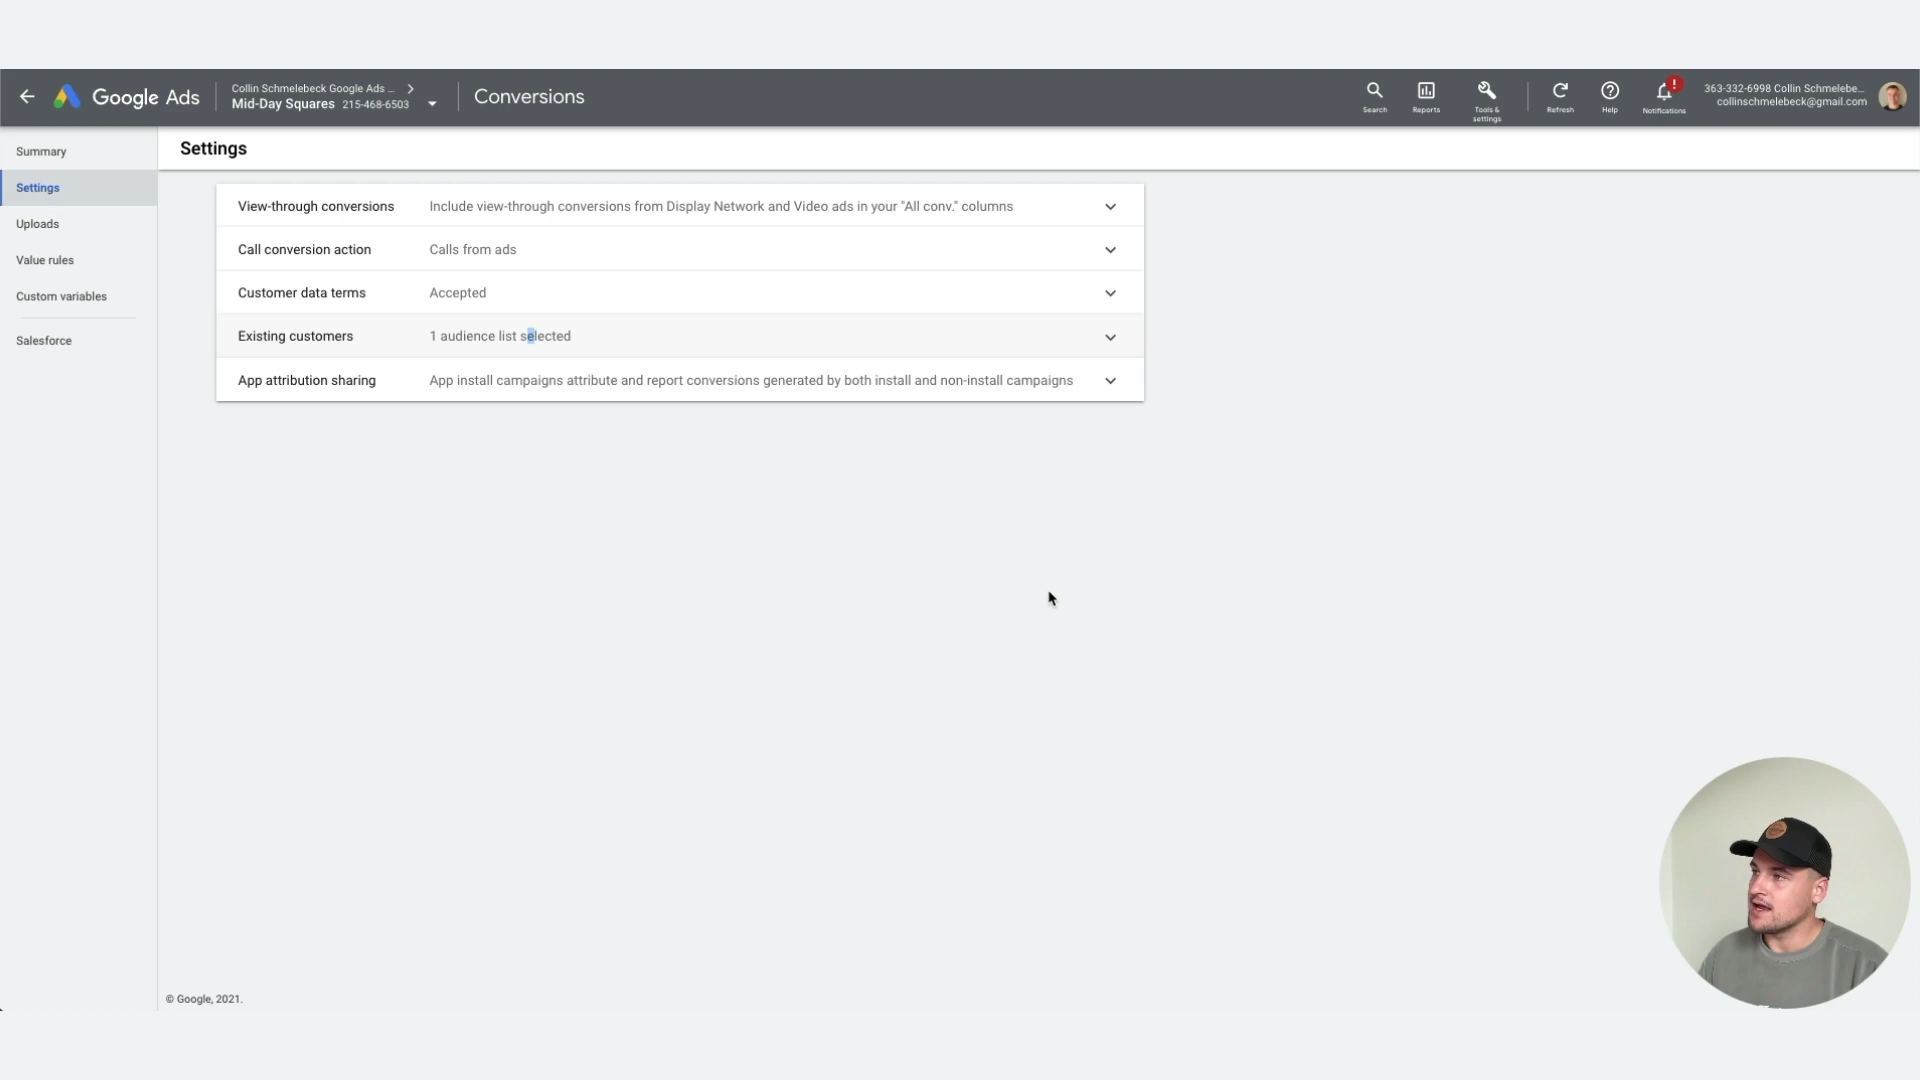 Google Ads
Collin Schmelebeck Google Ads ...
Mid-Day Squares 215-468-6503
Conversions
Search
Reports
Tools & settings
Refresh
Help
!
Notifications
363-332-6998 Collin Schmelebe...
collinschmelebeck@gmail.com
Summary
Settings
Uploads
Value rules
Custom variables
Salesforce
Settings
View-through conversions Include view-through conversions from Display Network and Video ads in your "All conv." columns
Call conversion action Calls from ads
Customer data terms Accepted
Existing customers 1 audience list selected
App attribution sharing App install campaigns attribute and report conversions generated by both install and non-install campaigns
© Google, 2021.